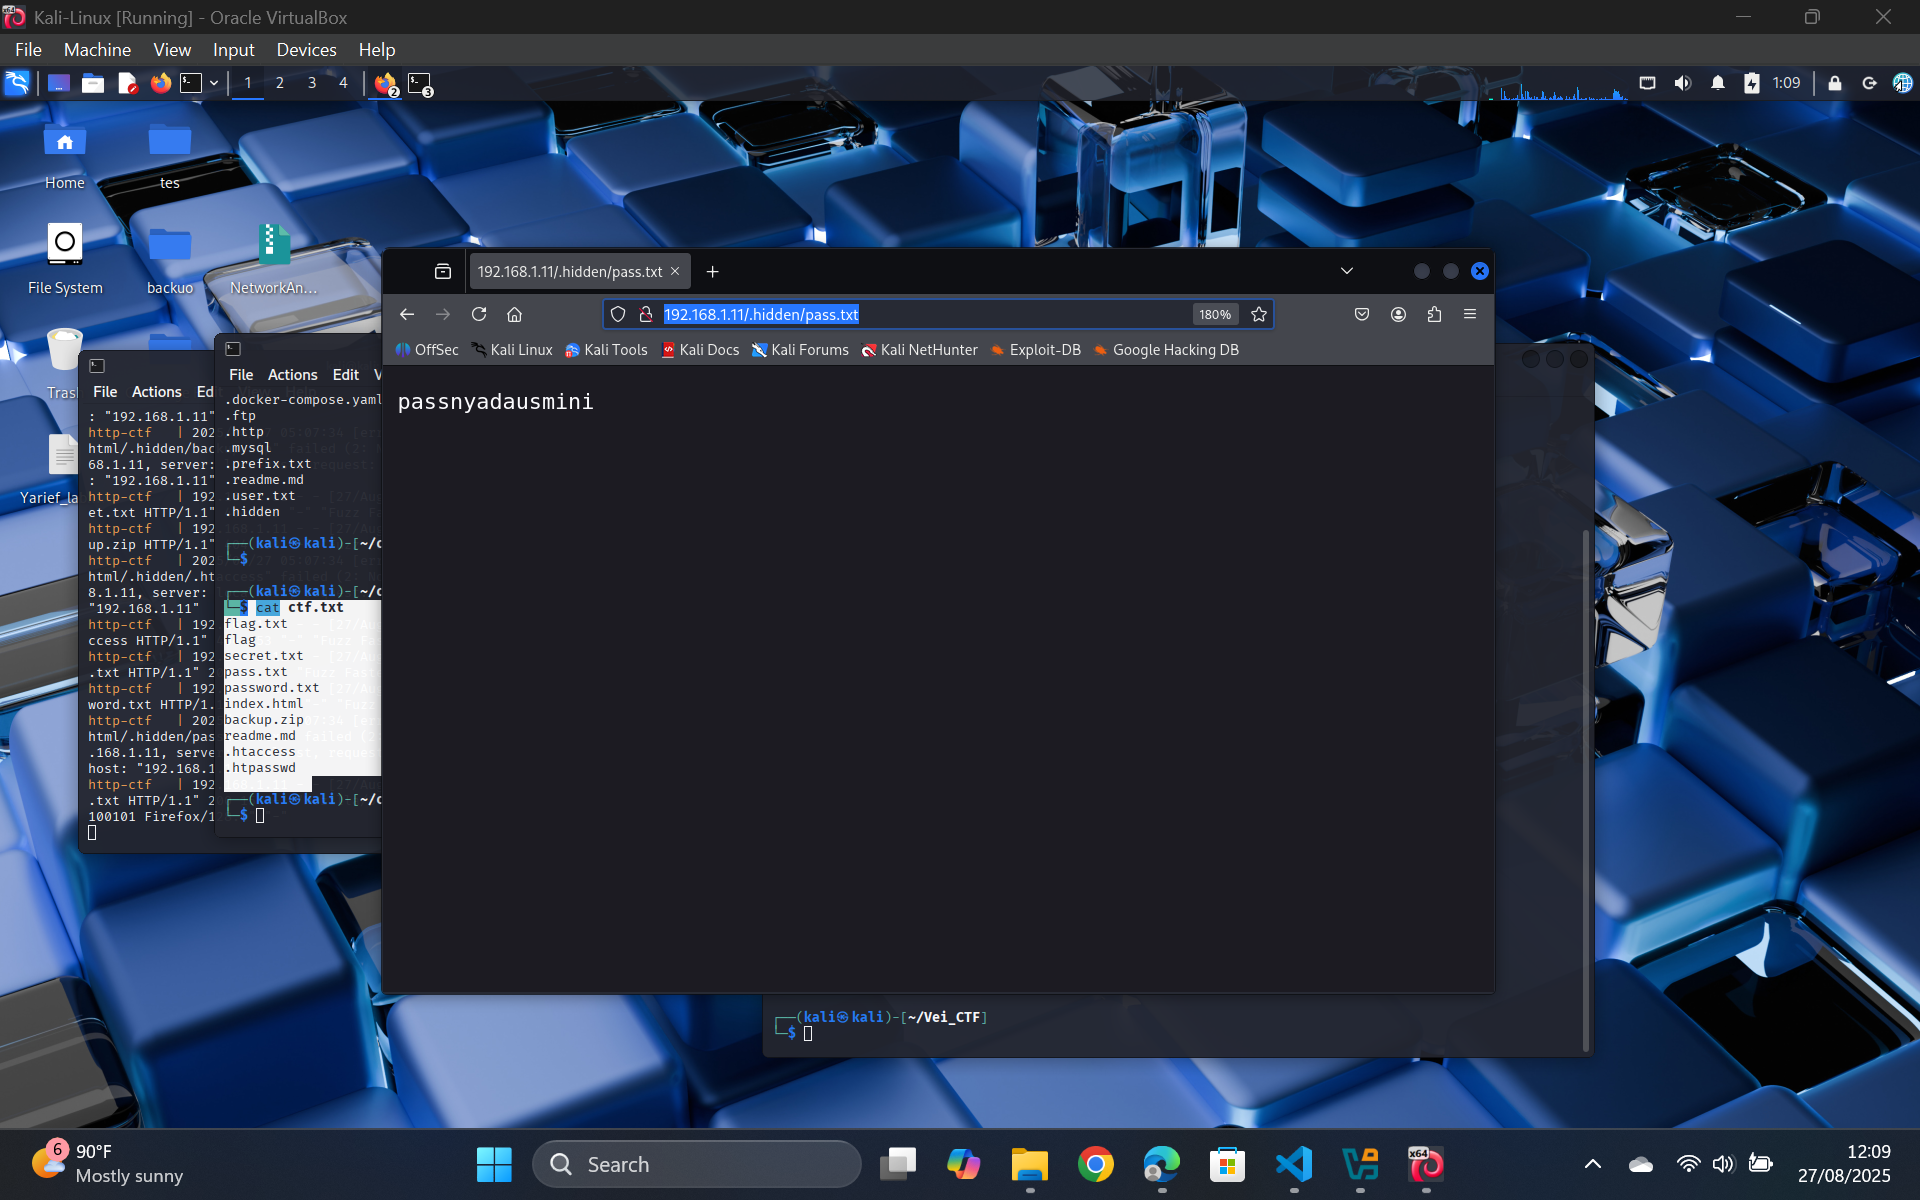 Kali-Linux [Running] - Oracle VirtualBox
File Machine View Input Devices Help
1 2 3 4 2 3 1:09
Home
tes
File System
backuo
NetworkAn...
Tras
Yarief_la
192.168.1.11/.hidden/pass.txt
192.168.1.11/.hidden/pass.txt 180%
OffSec Kali Linux Kali Tools Kali Docs Kali Forums Kali NetHunter Exploit-DB Google Hacking DB
passnyadausmini
File Actions Ed
: "192.168.1.11"
http-ctf | 202
html/.hidden/bac
68.1.11, server:
: "192.168.1.11"
http-ctf | 192
et.txt HTTP/1.1"
http-ctf | 192
up.zip HTTP/1.1"
http-ctf | 202
html/.hidden/.ht
8.1.11, server:
"192.168.1.11"
http-ctf | 192
ccess HTTP/1.1"
http-ctf | 192
.txt HTTP/1.1" 2
http-ctf | 192
word.txt HTTP/1.
http-ctf | 202
html/.hidden/pas
.168.1.11, serve
host: "192.168.1
http-ctf | 192
.txt HTTP/1.1" 2
100101 Firefox/1
File Actions Edit V
.docker-compose.yaml
.ftp
.http
.mysql
.prefix.txt
.readme.md
.user.txt
.hidden
┌──(kali㉿kali)-[~/c
└─$
┌──(kali㉿kali)-[~/c
└─$ cat ctf.txt
flag.txt
flag
secret.txt
pass.txt
password.txt
index.html
backup.zip
readme.md
.htaccess
.htpasswd
┌──(kali㉿kali)-[~/c
└─$
┌──(kali㉿kali)-[~/Vei_CTF]
└─$
6
90°F
Mostly sunny
Search
x64
12:09
27/08/2025